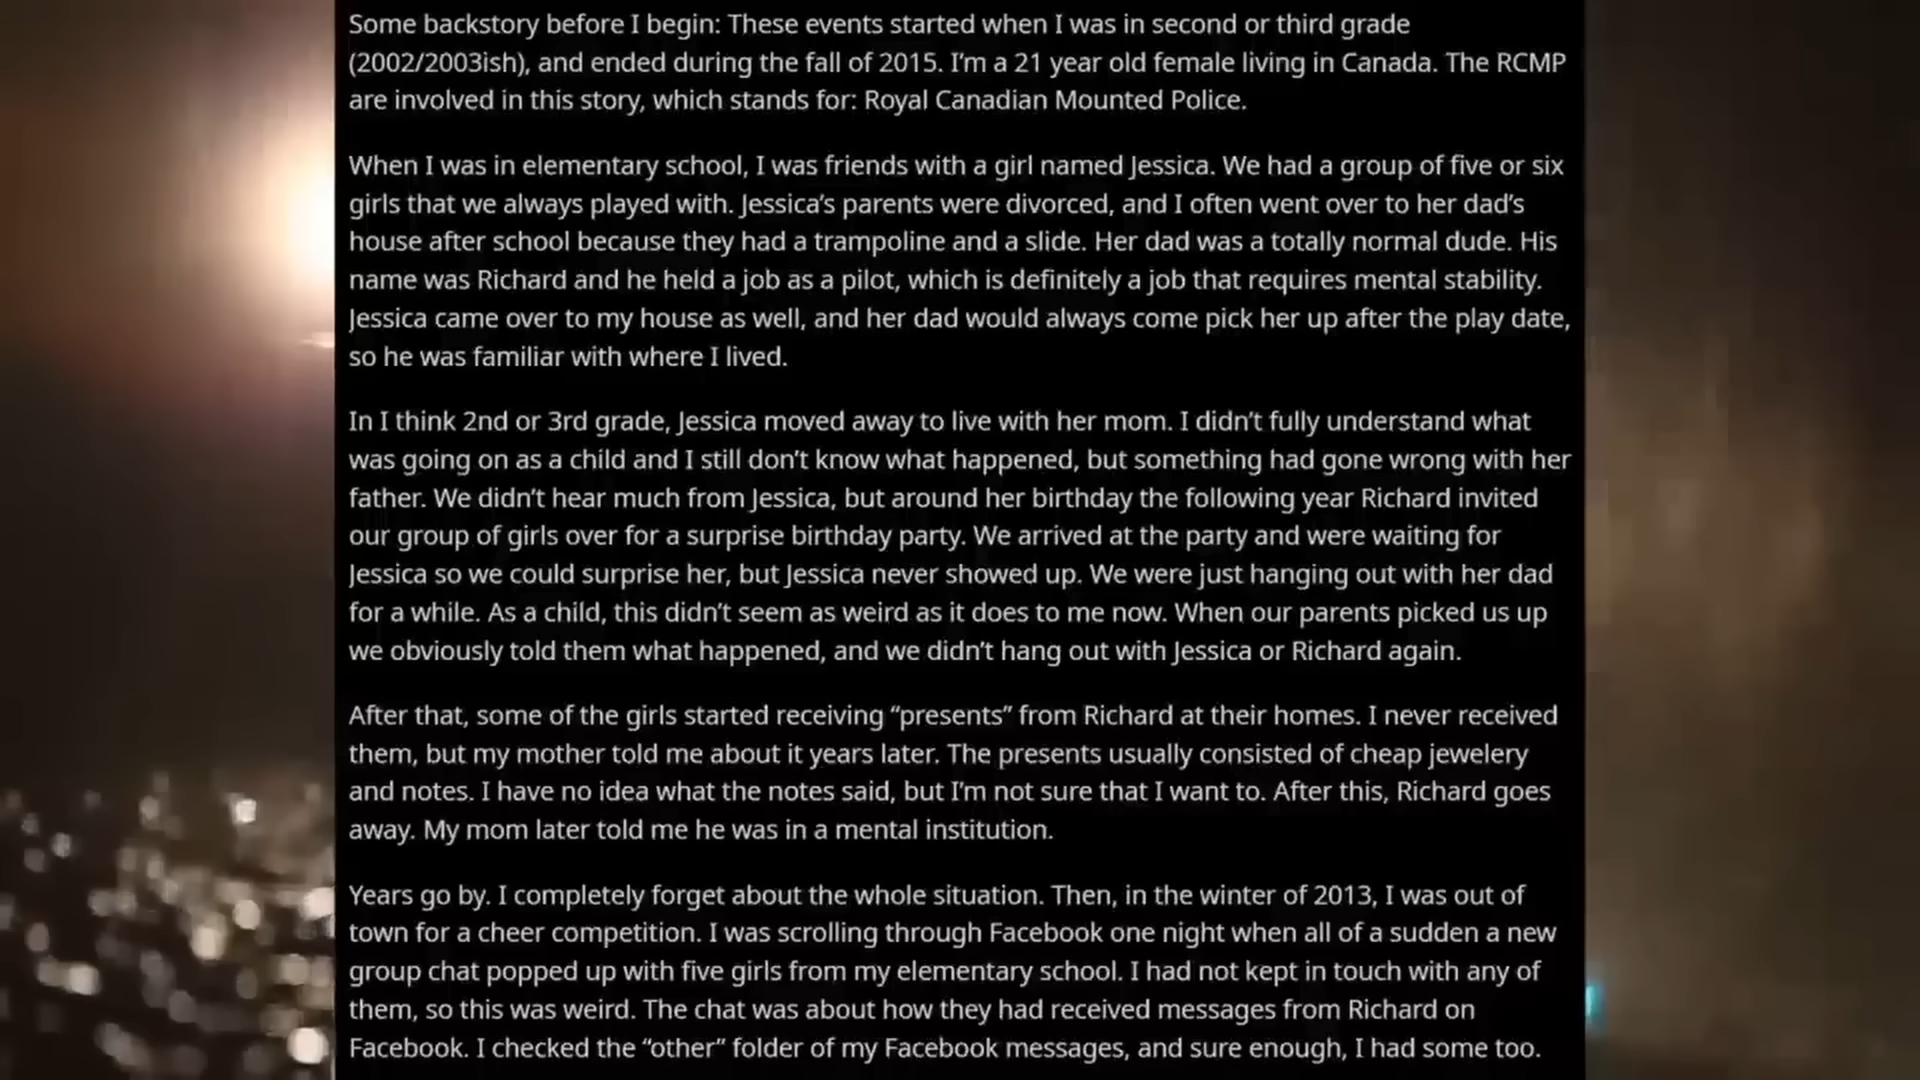 Some backstory before I begin: These events started when I was in second or third grade
(2002/2003ish), and ended during the fall of 2015. I'm a 21 year old female living in Canada. The RCMP
are involved in this story, which stands for: Royal Canadian Mounted Police.
When I was in elementary school, I was friends with a girl named Jessica. We had a group of five or six
girls that we always played with. Jessica's parents were divorced, and I often went over to her dad's
house after school because they had a trampoline and a slide. Her dad was a totally normal dude. His
name was Richard and he held a job as a pilot, which is definitely a job that requires mental stability.
Jessica came over to my house as well, and her dad would always come pick her up after the play date,
so he was familiar with where I lived.
In I think 2nd or 3rd grade, Jessica moved away to live with her mom. I didn't fully understand what
was going on as a child and I still don't know what happened, but something had gone wrong with her
father. We didn't hear much from Jessica, but around her birthday the following year Richard invited
our group of girls over for a surprise birthday party. We arrived at the party and were waiting for
Jessica so we could surprise her, but Jessica never showed up. We were just hanging out with her dad
for a while. As a child, this didn't seem as weird as it does to me now. When our parents picked us up
we obviously told them what happened, and we didn't hang out with Jessica or Richard again.
After that, some of the girls started receiving “presents” from Richard at their homes. I never received
them, but my mother told me about it years later. The presents usually consisted of cheap jewelery
and notes. I have no idea what the notes said, but I'm not sure that I want to. After this, Richard goes
away. My mom later told me he was in a mental institution.
Years go by. I completely forget about the whole situation. Then, in the winter of 2013, I was out of
town for a cheer competition. I was scrolling through Facebook one night when all of a sudden a new
group chat popped up with five girls from my elementary school. I had not kept in touch with any of
them, so this was weird. The chat was about how they had received messages from Richard on
Facebook. I checked the “other” folder of my Facebook messages, and sure enough, I had some too.